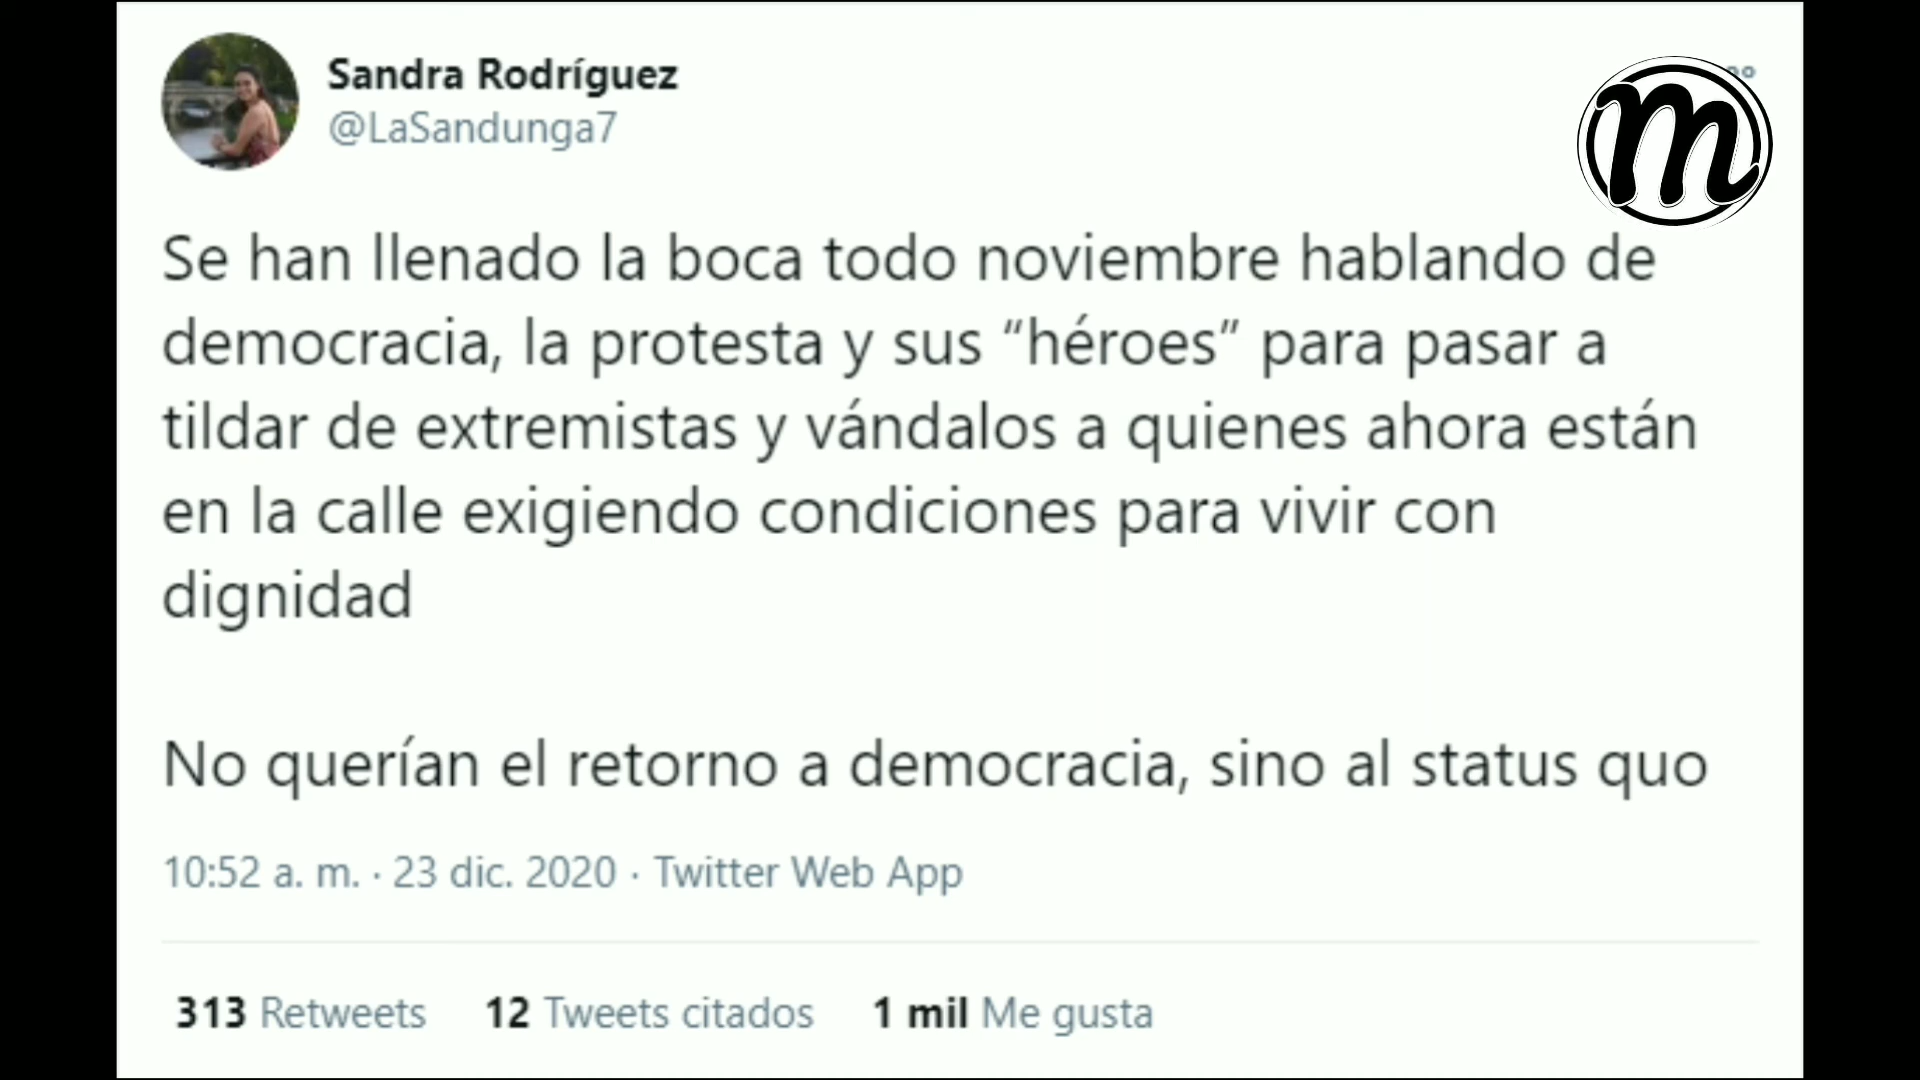 Sandra Rodríguez
@LaSandunga7
m
Se han llenado la boca todo noviembre hablando de
democracia, la protesta y sus “héroes” para pasar a
tildar de extremistas y vándalos a quienes ahora están
en la calle exigiendo condiciones para vivir con
dignidad
No querían el retorno a democracia, sino al status quo
10:52 a. m. · 23 dic. 2020 · Twitter Web App
313 Retweets 12 Tweets citados 1 mil Me gusta